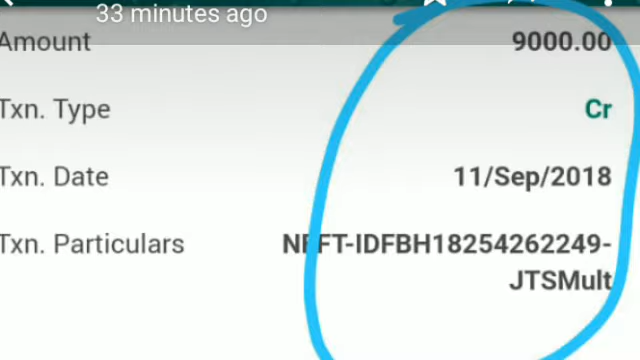 33 minutes ago
Amount 9000.00
Txn. Type Cr
Txn. Date 11/Sep/2018
Txn. Particulars NEFT-IDFBH18254262249-
JTSMult